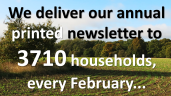 We deliver our annual
printed newsletter to
3710 households,
every February...